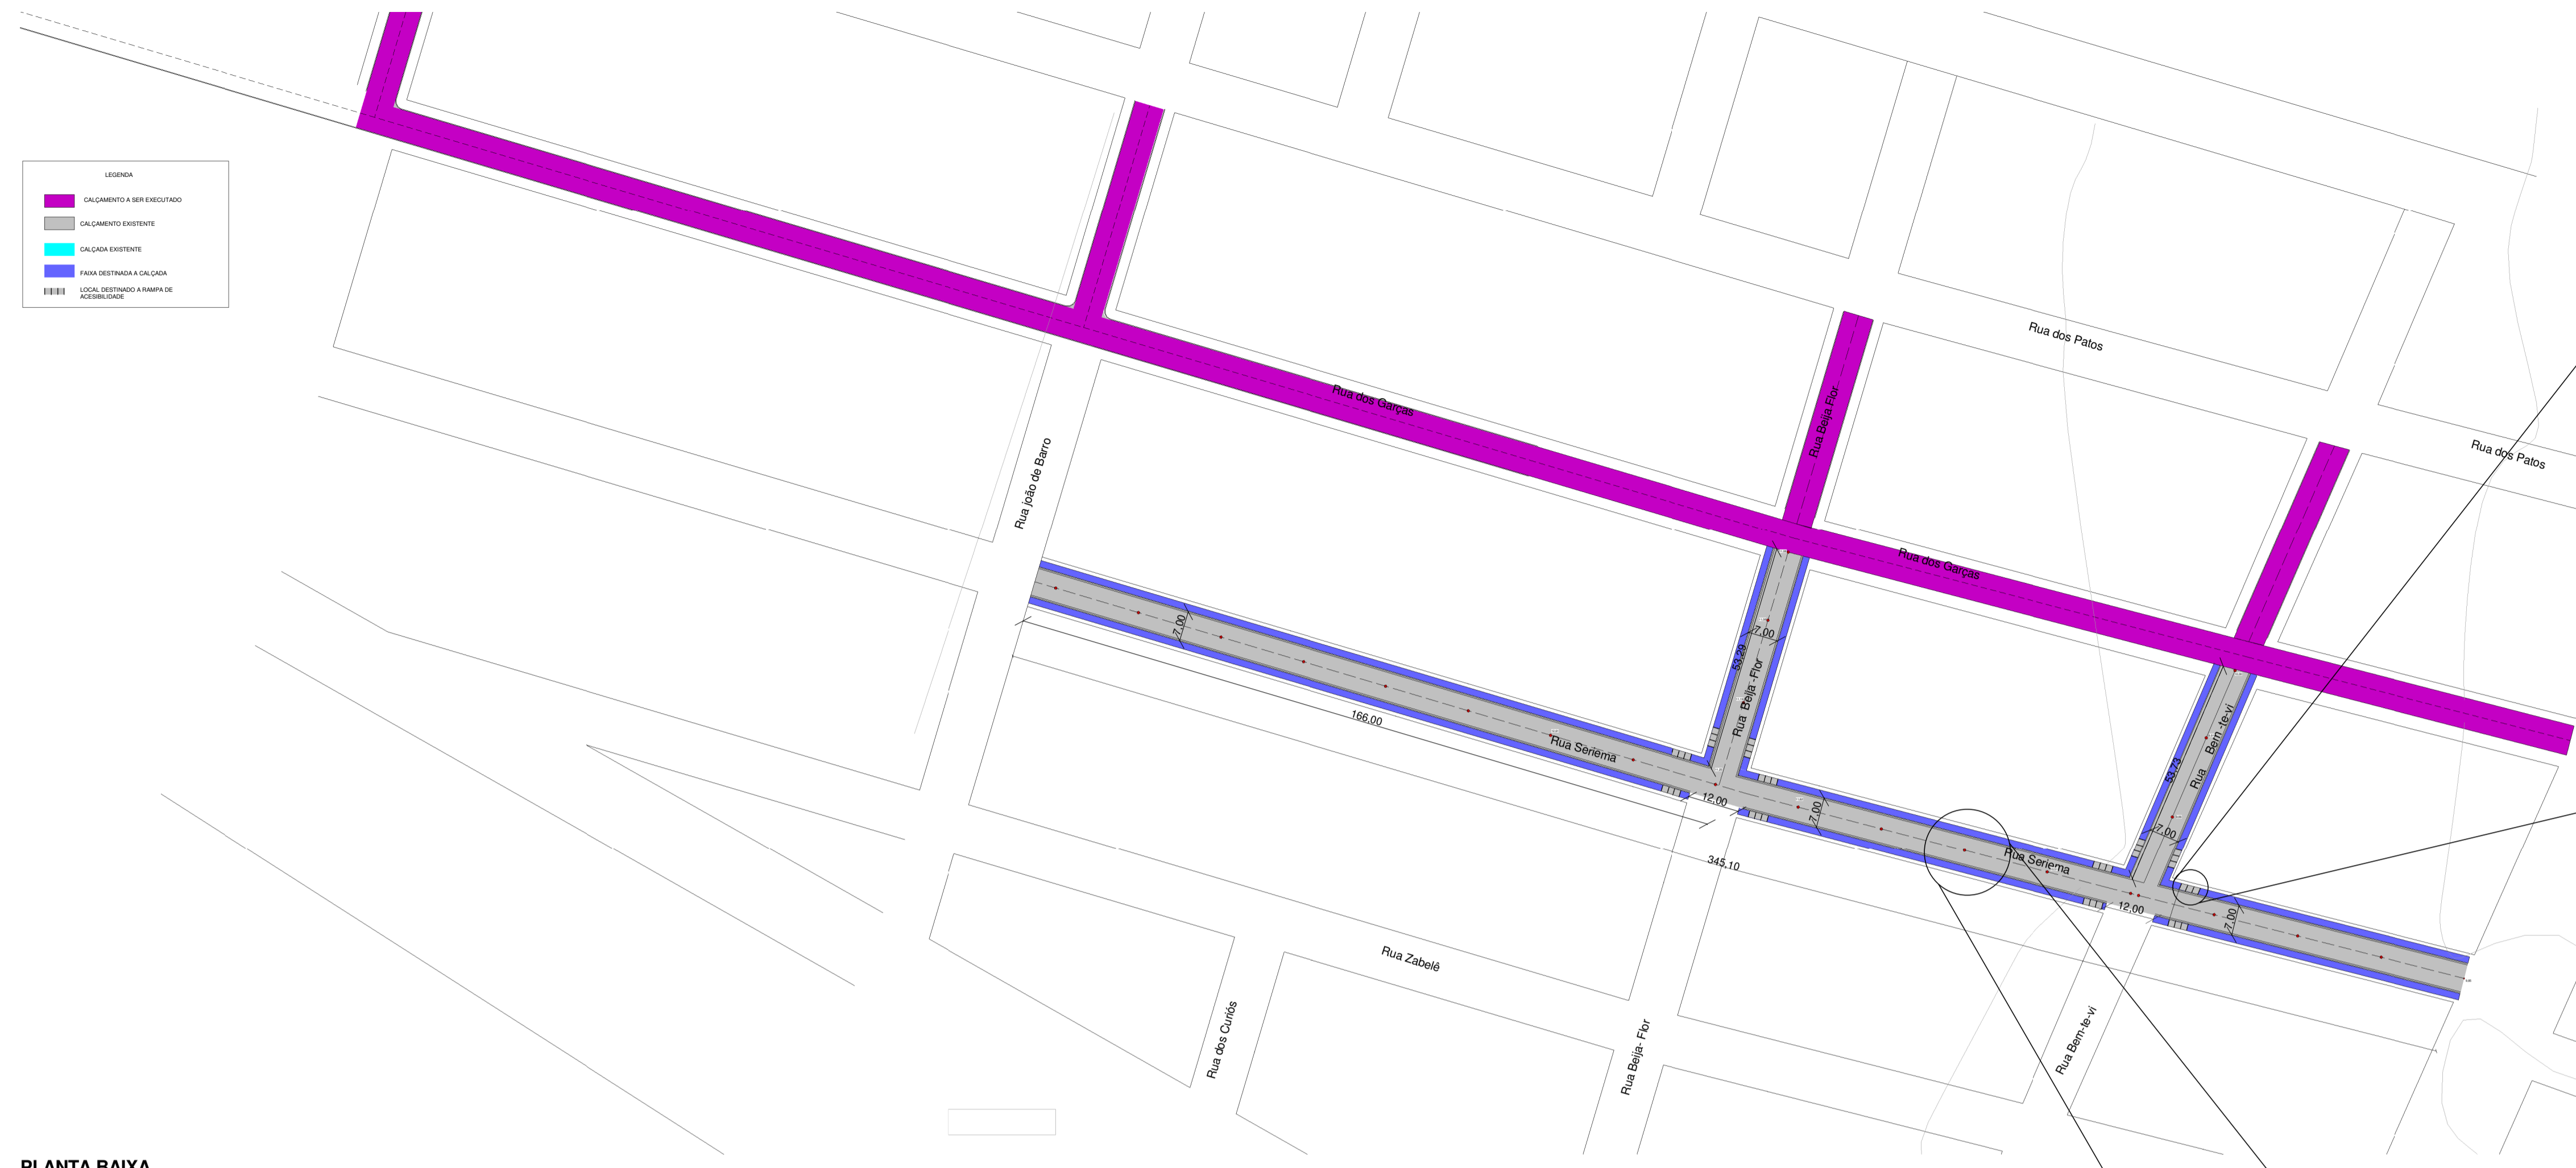 LEGENDA
CALÇAMENTO A SER EXECUTADO
CALÇAMENTO EXISTENTE
CALÇADA EXISTENTE
FAIXA DESTINADA A CALÇADA
LOCAL DESTINADO A RAMPA DE
ACESIBILIDADE
Rua dos Patos
Rua dos Patos
Rua dos Garças
Rua Beija Flor
Rua joão de Barro
Rua dos Garças
7,00
7,00
53,29
Rua Beija -Flor
166,00
Rua Seriema
12,00
7,00
345,10
Rua Bem -te-vi
53,73
7,00
Rua Seriema
12,00
7,00
Rua Zabelê
Rua dos Curiós
Rua Beija- Flor
Rua Bem-te-vi
PLANTA BAIXA